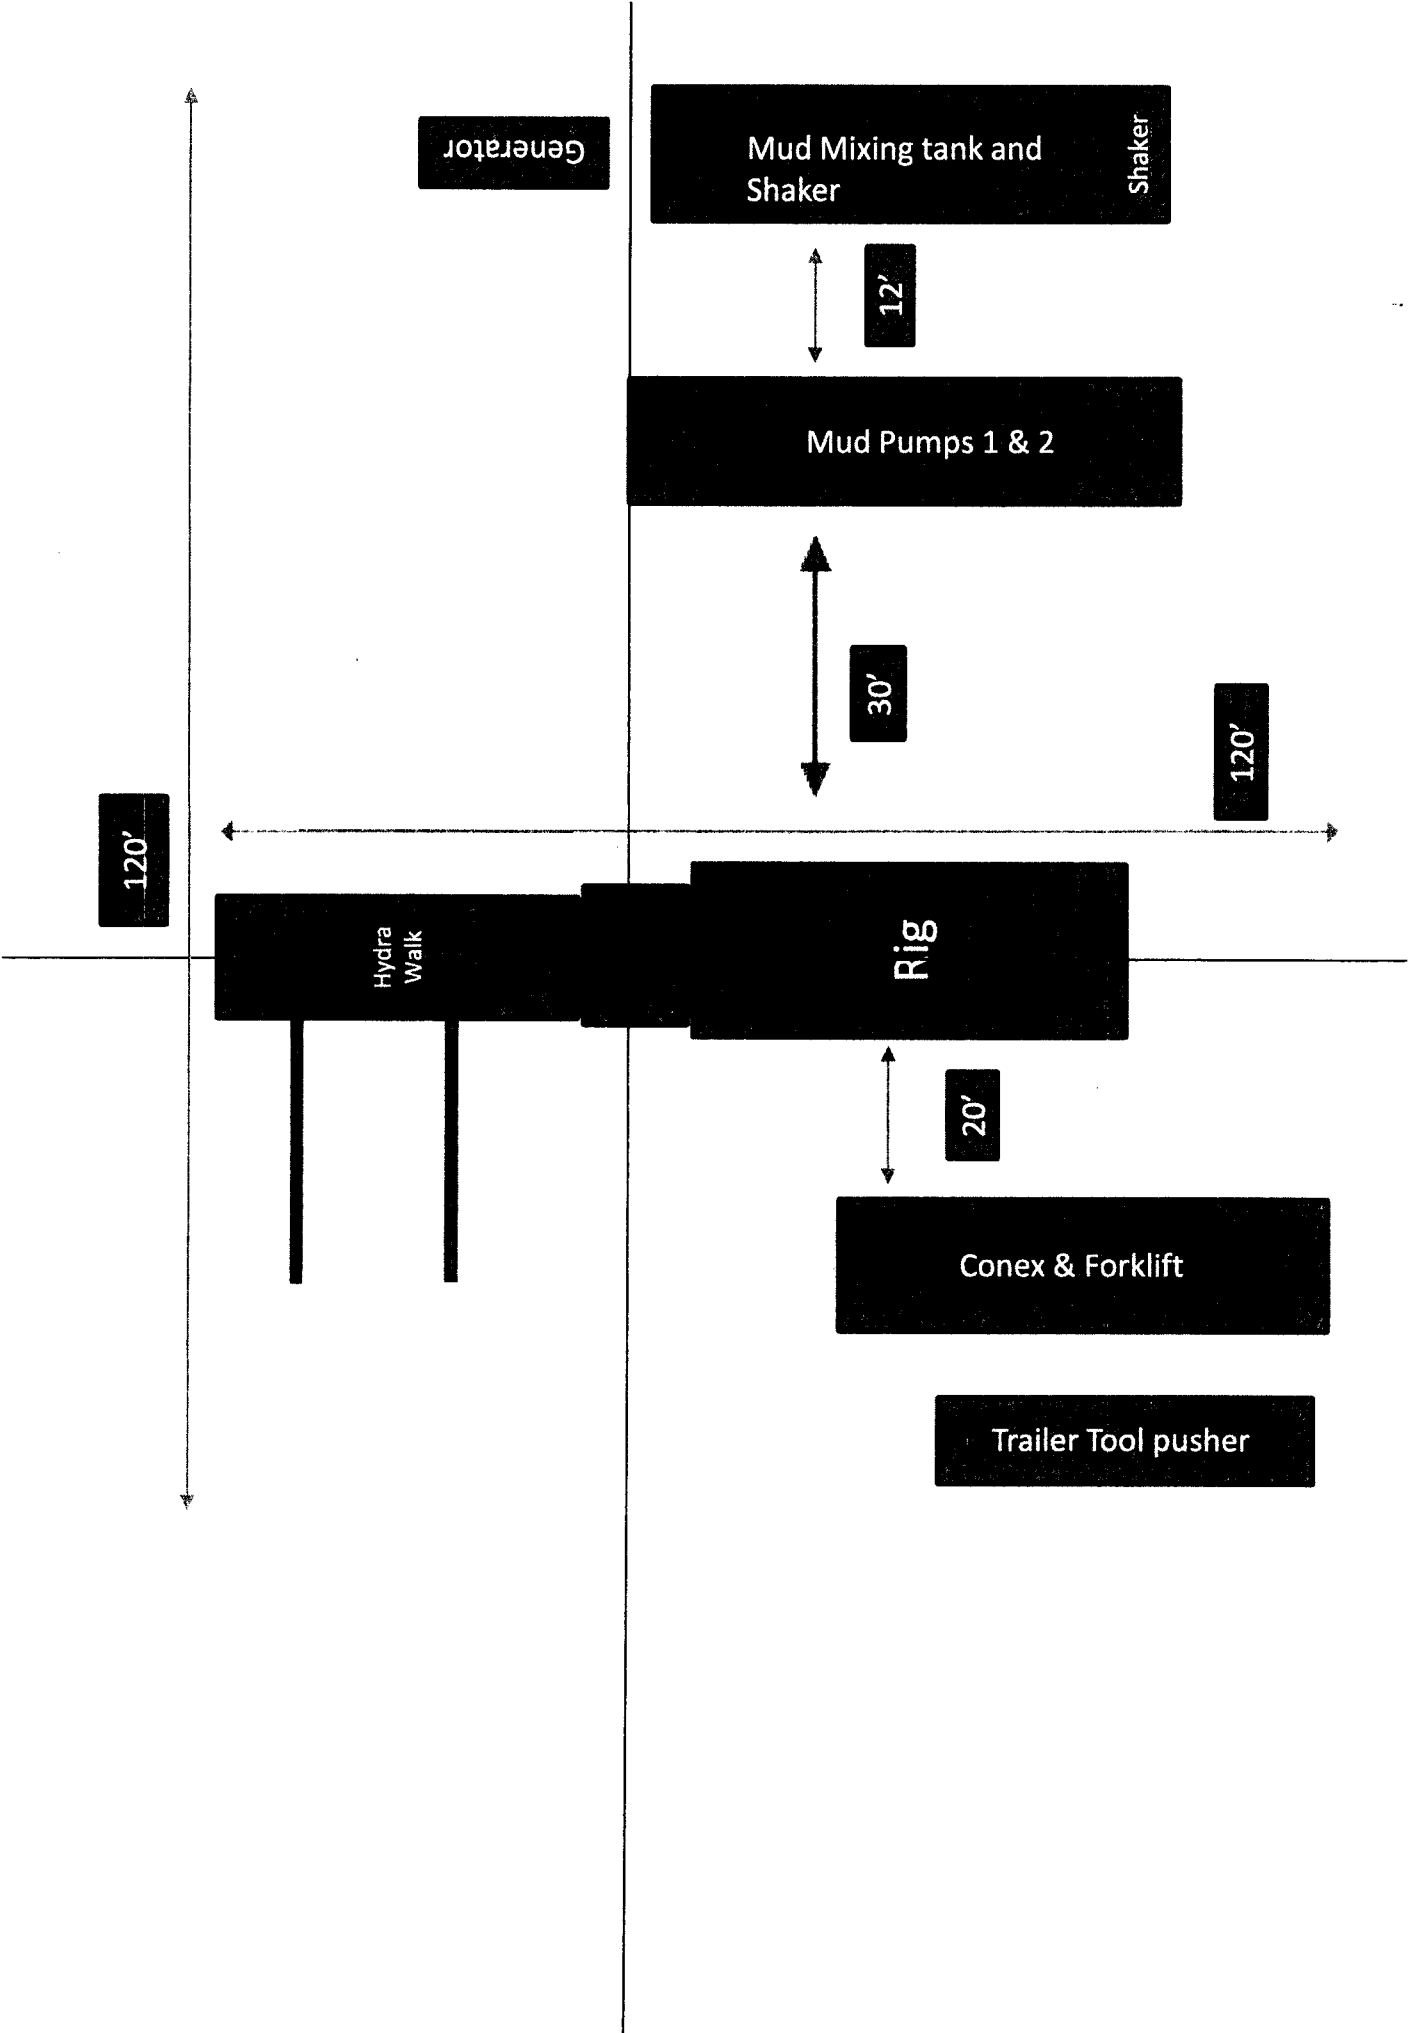 Generator
Mud Mixing tank and
Shaker
Shaker
12’
Mud Pumps 1 & 2
30’
120’
120’
Hydra
Walk
Rig
20’
Conex & Forklift
Trailer Tool pusher